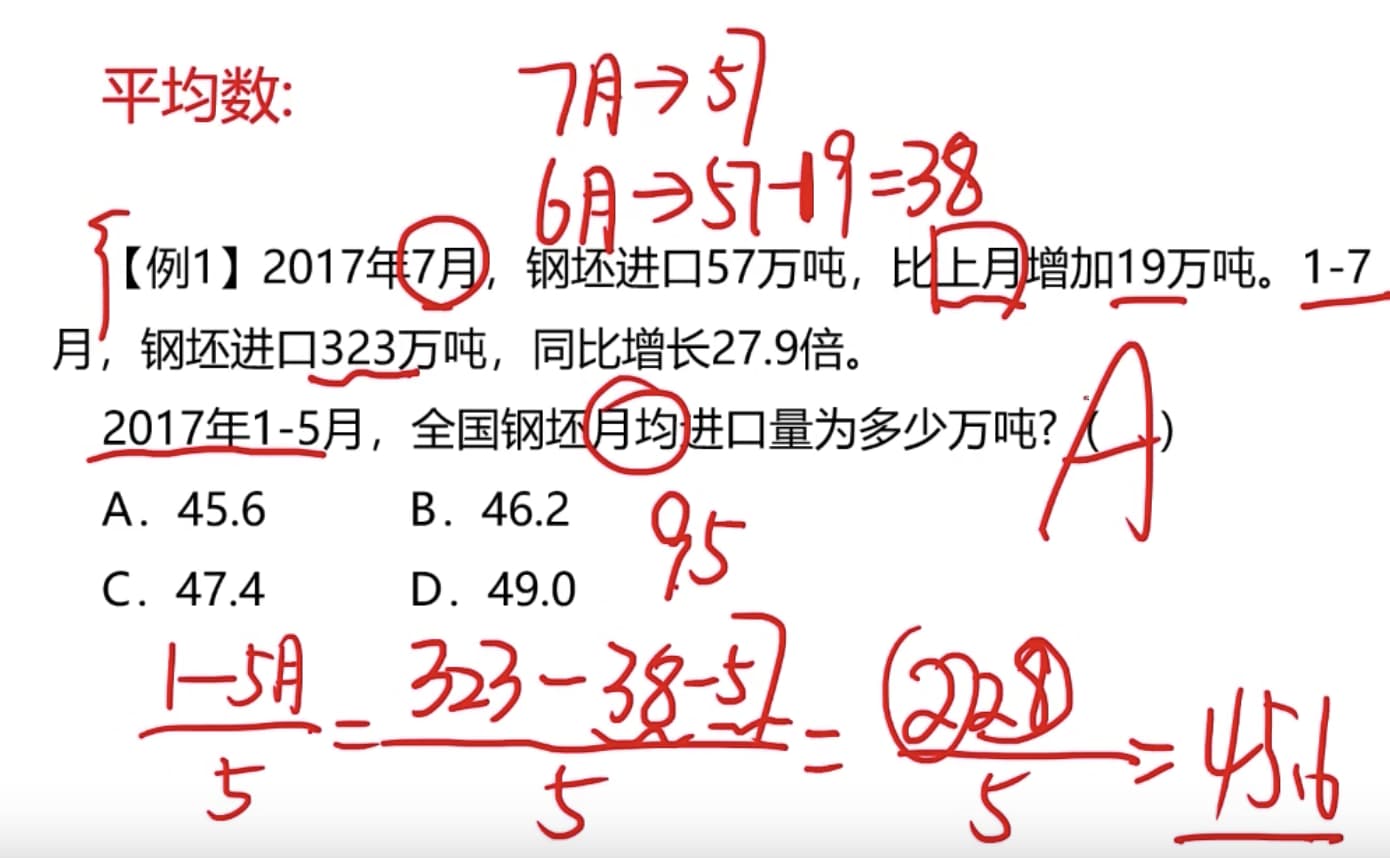 平均数:
7月→57
6月→57-19=38
【例1】2017年7月，钢坯进口57万吨，比上月增加19万吨。1-7
月，钢坯进口323万吨，同比增长27.9倍。
2017年1-5月，全国钢坯月均进口量为多少万吨?（A）
A．45.6 B．46.2
C．47.4 D．49.0
95
1-5月/5 = 323-38-57/5 = 228/5 = 45.6